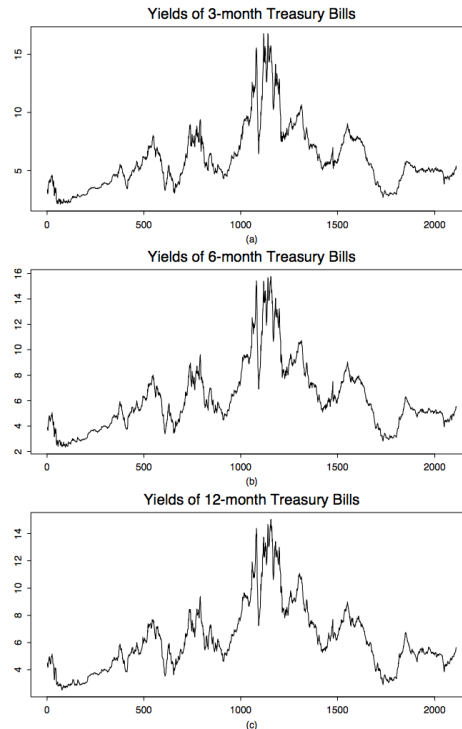 Yields of 3-month Treasury Bills
15
10
5
0 500 1000 1500 2000
(a)
Yields of 6-month Treasury Bills
16
14
12
10
8
6
4
2
0 500 1000 1500 2000
(b)
Yields of 12-month Treasury Bills
14
12
10
8
6
4
0 500 1000 1500 2000
(c)